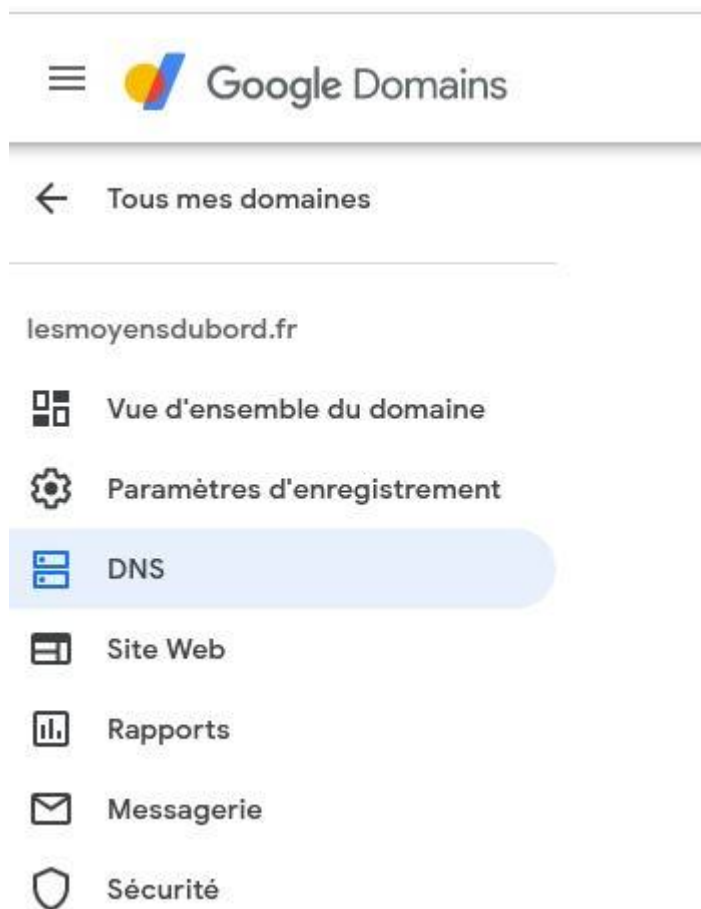 Google Domains
Tous mes domaines
lesmoyensdubord.fr
Vue d'ensemble du domaine
Paramètres d'enregistrement
DNS
Site Web
Rapports
Messagerie
Sécurité